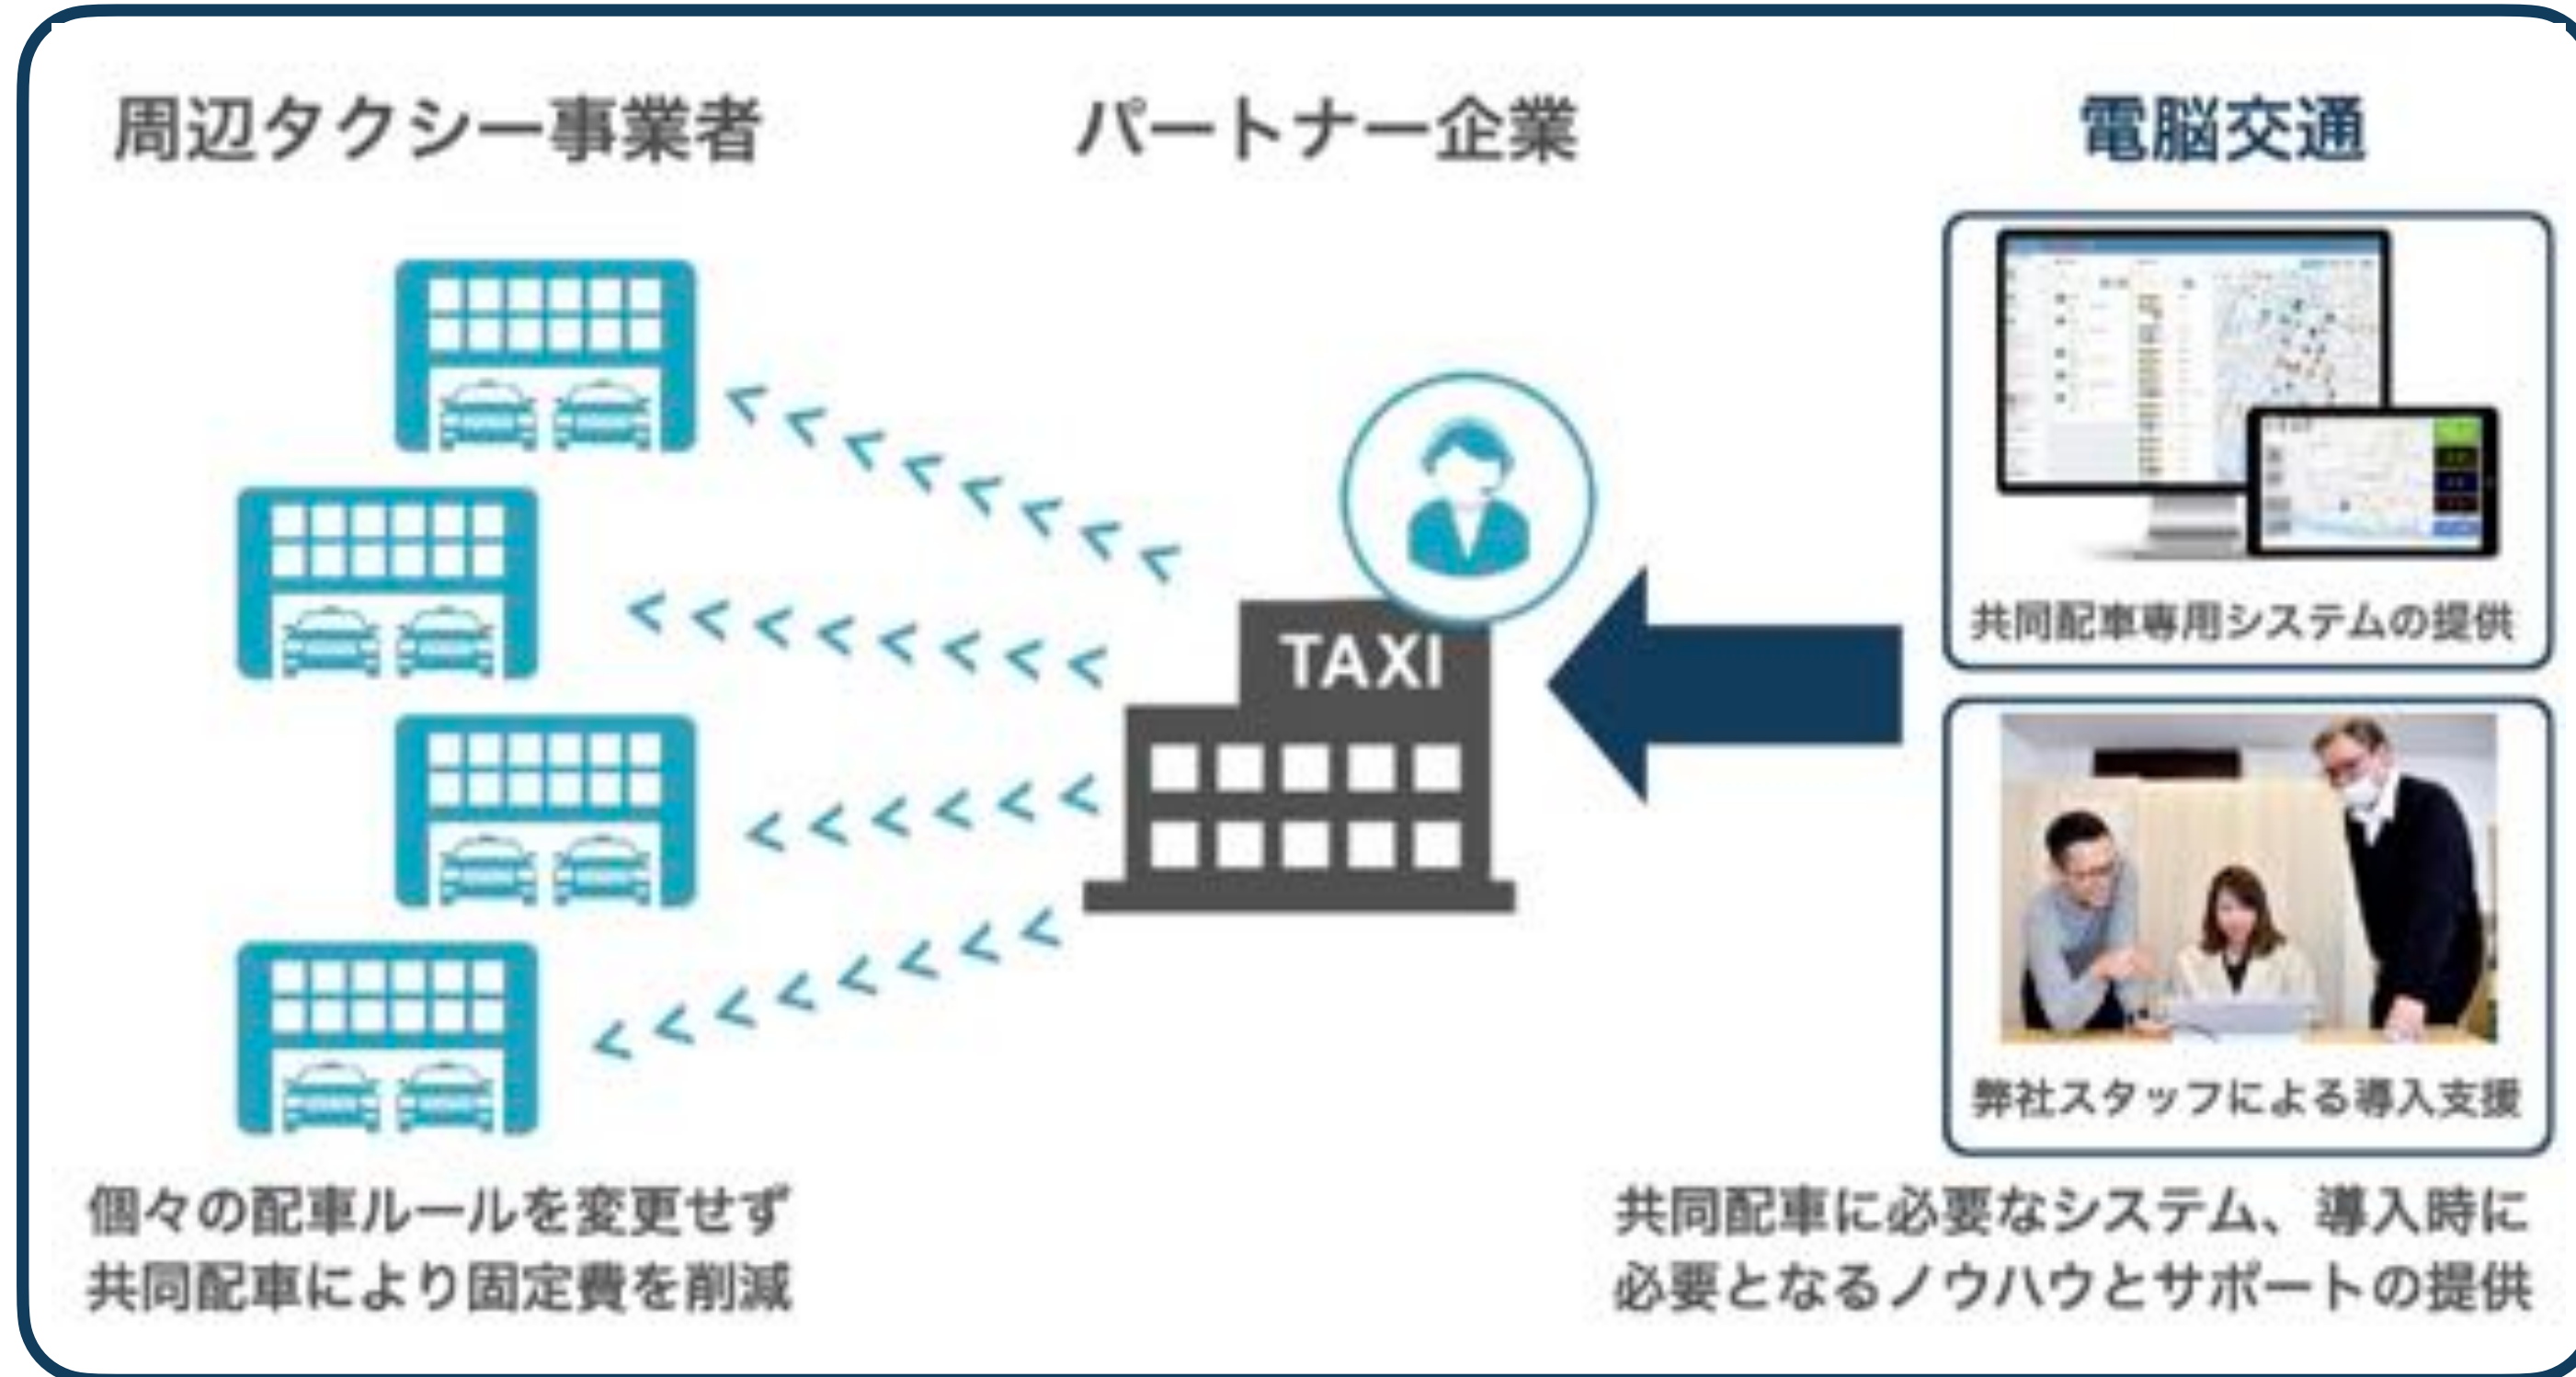 周辺タクシー事業者
パートナー企業
電脳交通
TAXI
共同配車専用システムの提供
弊社スタッフによる導入支援
個々の配車ルールを変更せず
共同配車により固定費を削減
共同配車に必要なシステム、導入時に
必要となるノウハウとサポートの提供